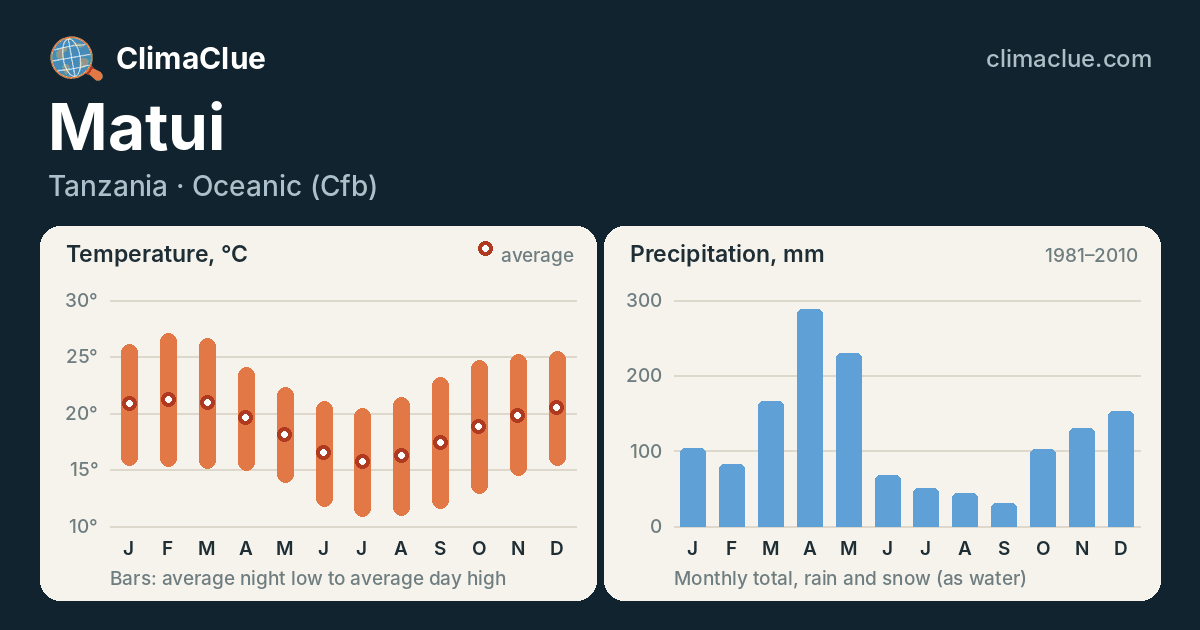 ClimaClue
climaclue.com
Matui
Tanzania · Oceanic (Cfb)
Temperature, °C
average
30°
25°
20°
15°
10°
J F M A M J J A S O N D
Bars: average night low to average day high
Precipitation, mm
1981–2010
300
200
100
0
J F M A M J J A S O N D
Monthly total, rain and snow (as water)